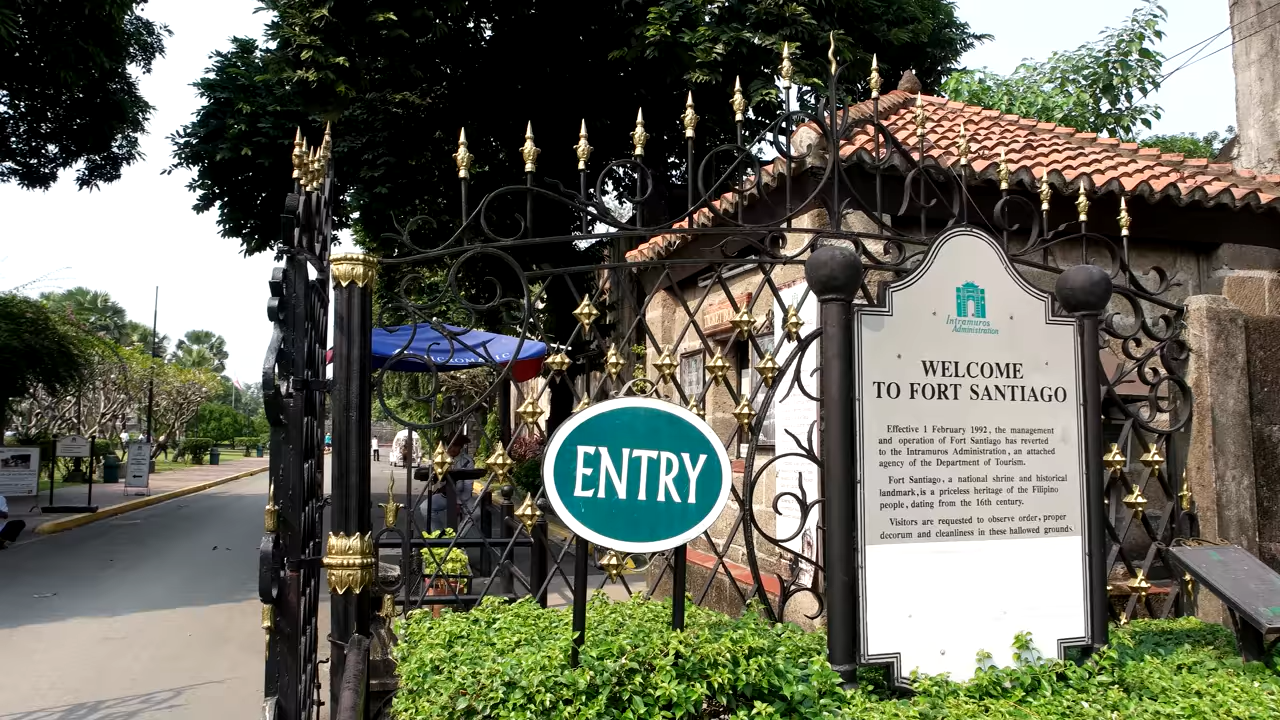 ENTRY
Intramuros
Administration
WELCOME
TO FORT SANTIAGO
Effective 1 February 1992, the management
and operation of Fort Santiago has reverted
to the Intramuros Administration, an attached
agency of the Department of Tourism.
Fort Santiago, a national shrine and historical
landmark, is a priceless heritage of the Filipino
people, dating from the 16th century.
Visitors are requested to observe order, proper
decorum and cleanliness in these hallowed grounds.